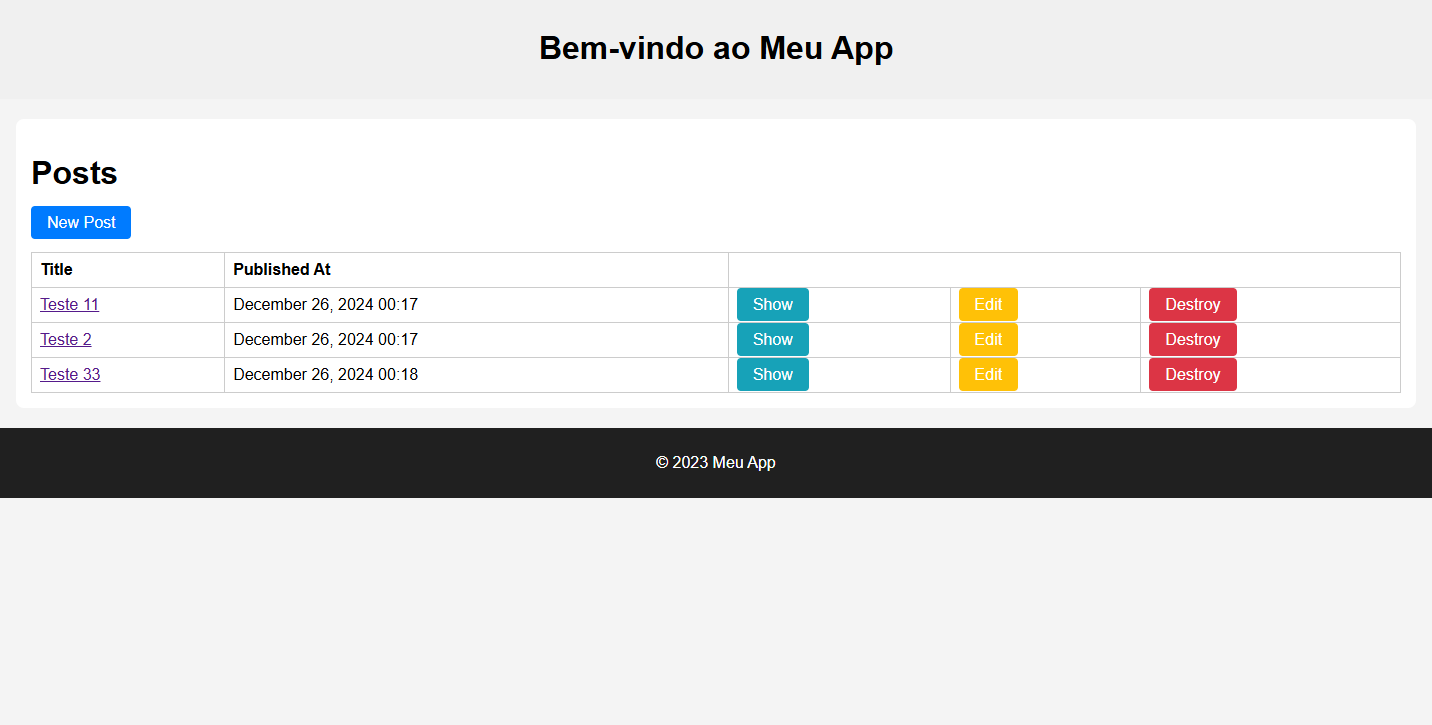 Bem-vindo ao Meu App
Posts
New Post
Title Published At
Teste 11 December 26, 2024 00:17 Show Edit Destroy
Teste 2 December 26, 2024 00:17 Show Edit Destroy
Teste 33 December 26, 2024 00:18 Show Edit Destroy
© 2023 Meu App